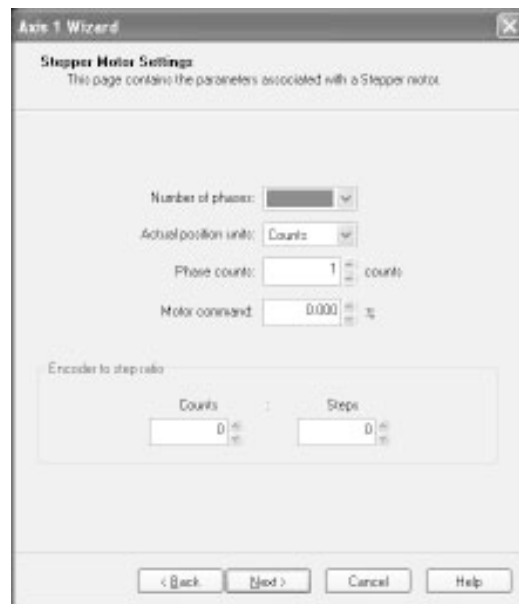 Axis 1 Wizard
Stepper Motor Settings
This page contains the parameters associated with a Stepper motor.
Number of phases:
Actual position units: Counts
Phase counts: 1 counts
Motor command: 0.000 %
Encoder to step ratio
Counts : Steps
0 0
< Back Next > Cancel Help